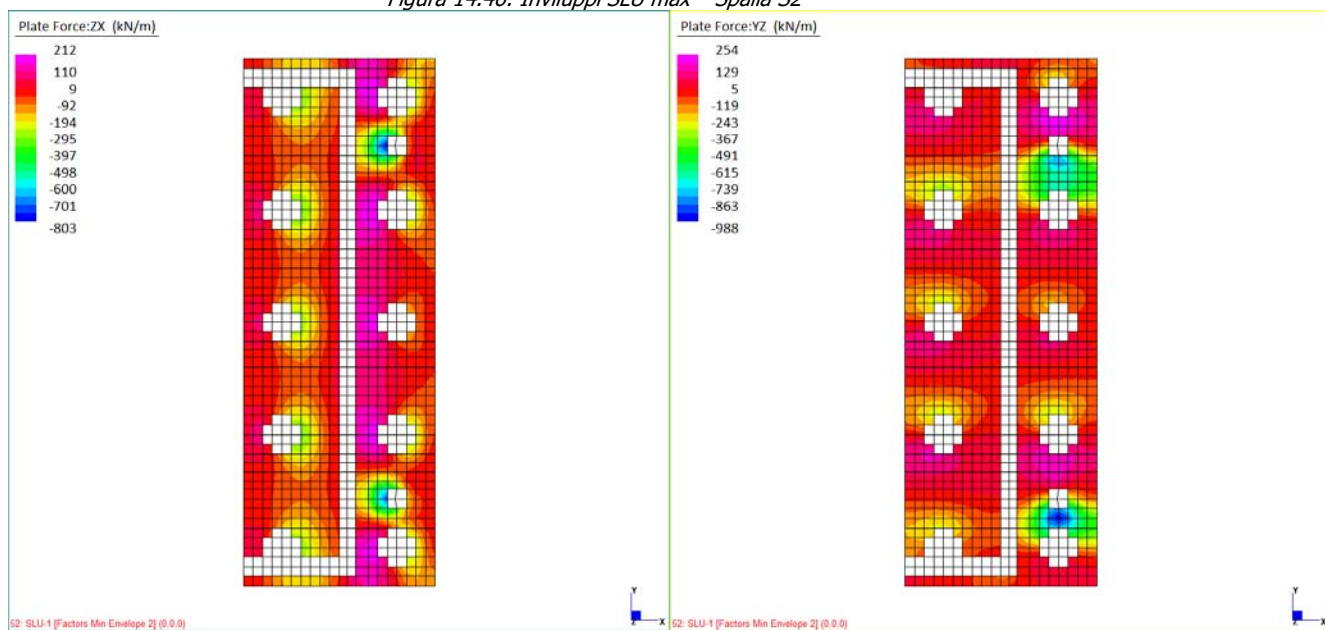 Figura 14.40: Inviluppi SLU max – Spalla S2
Plate Force:ZX (kN/m)
212
110
9
-92
-194
-295
-397
-498
-600
-701
-803
Y
Z
X
52: SLU-1 [Factors Min Envelope 2] (0.0.0)
Plate Force:YZ (kN/m)
254
129
5
-119
-243
-367
-491
-615
-739
-863
-988
Y
Z
X
52: SLU-1 [Factors Min Envelope 2] (0.0.0)